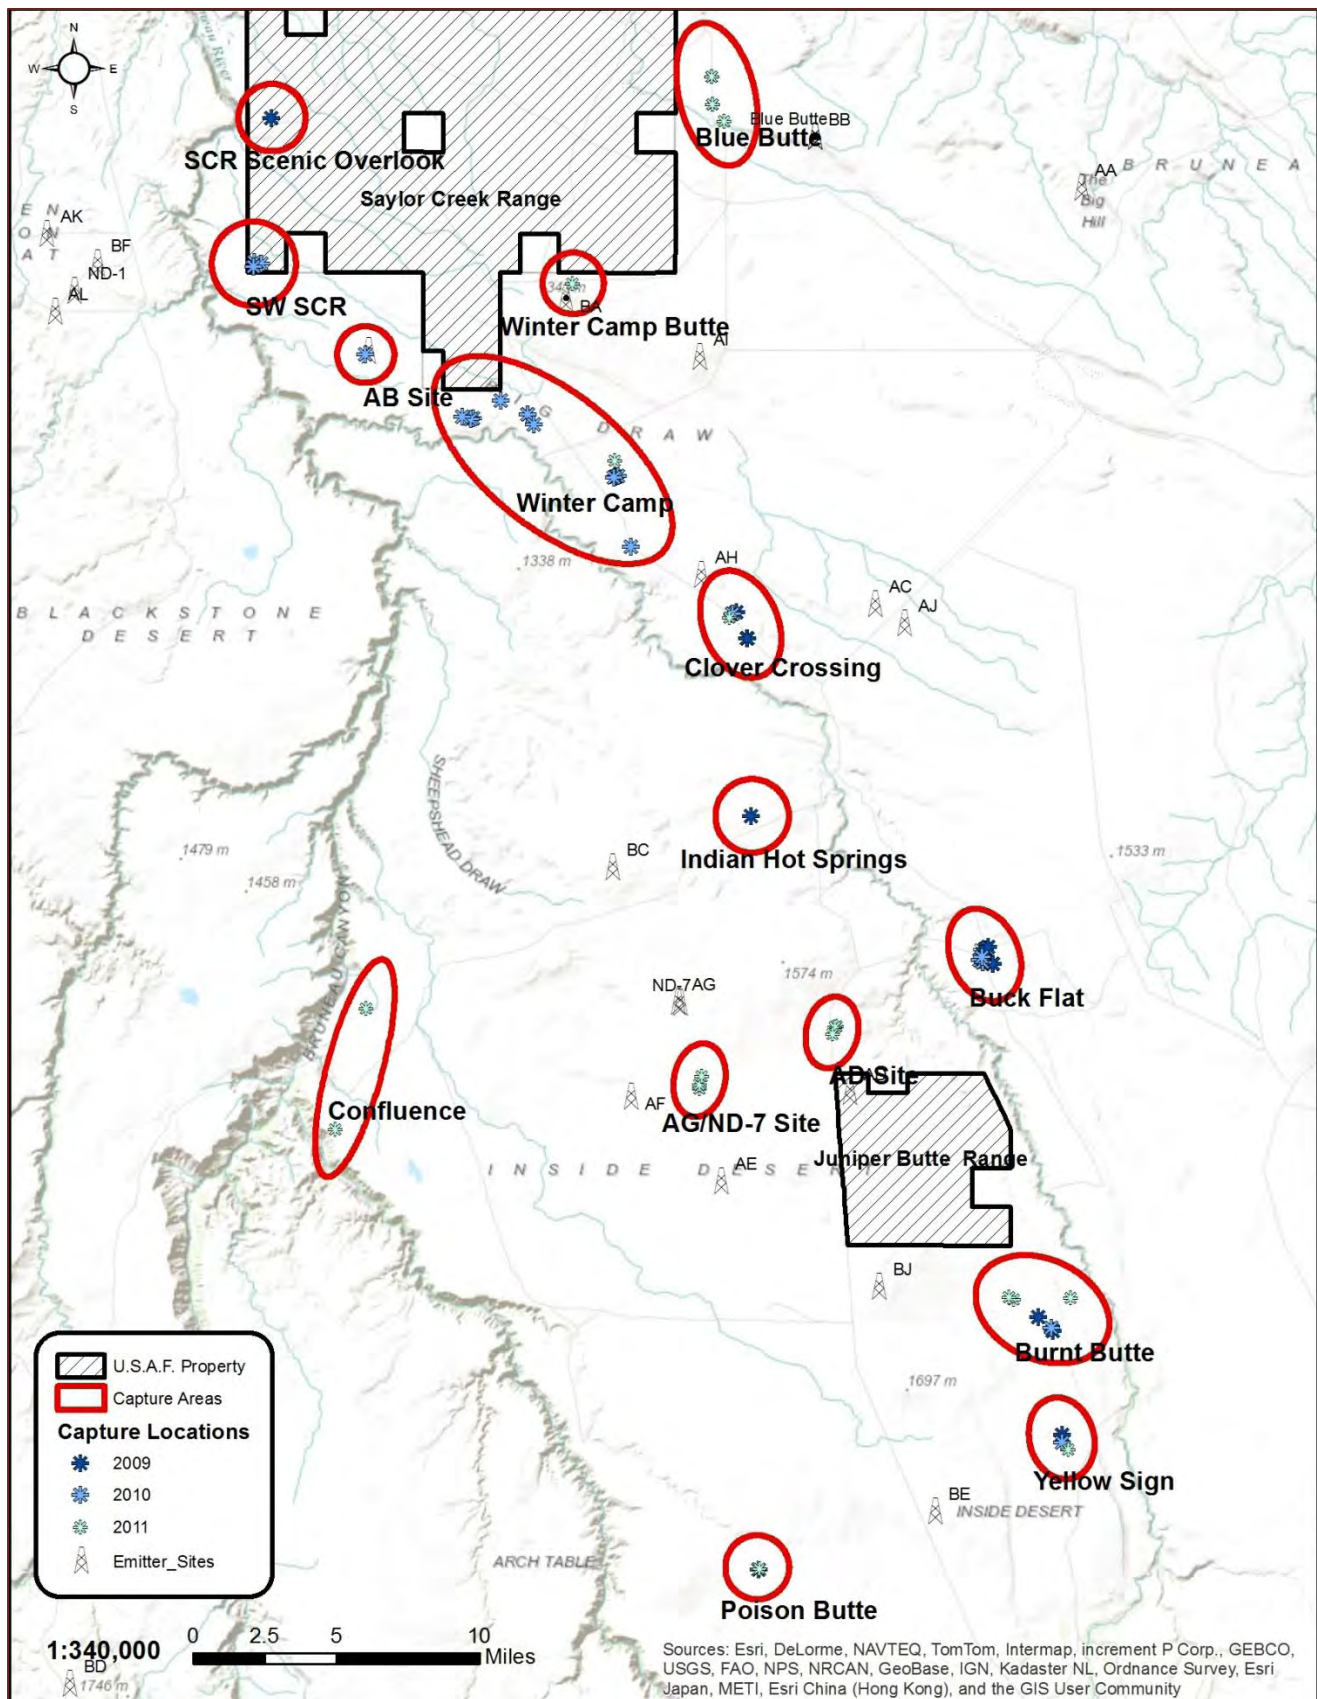 N
W
E
S
SCR Scenic Overlook
Saylor Creek Range
Blue Butte
Blue ButteBB
AA
B R U N E A
The
Big
Hill
AK
BF
ND-1
AL
SW SCR
BA
Winter Camp Butte
AI
AB Site
I G
D R A W
Winter Camp
1338 m
AH
AC
AJ
B L A C K S T O N E
D E S E R T
Clover Crossing
SHEEPSHEAD DRAW
Indian Hot Springs
BC
1479 m
1458 m
1533 m
BRUNEAU CANYON
1574 m
Buck Flat
ND-7AG
AD Site
AF
AG/ND-7 Site
Confluence
I N S I D E D E S E R T
AE
Juniper Butte Range
BJ
Burnt Butte
1697 m
Yellow Sign
BE
INSIDE DESERT
ARCH TABLE
Poison Butte
U.S.A.F. Property
Capture Areas
Capture Locations
2009
2010
2011
Emitter_Sites
1:340,000
0 2.5 5 10
Miles
BD
1746 m
Sources: Esri, DeLorme, NAVTEQ, TomTom, Intermap, increment P Corp., GEBCO,
USGS, FAO, NPS, NRCAN, GeoBase, IGN, Kadaster NL, Ordnance Survey, Esri
Japan, METI, Esri China (Hong Kong), and the GIS User Community